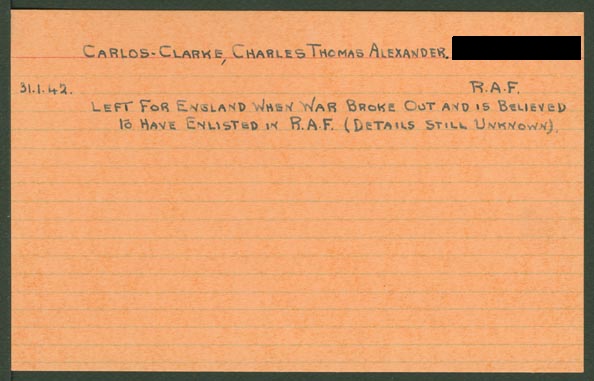 CARLOS-CLARKE, CHARLES THOMAS ALEXANDER.
31.1.42. R.A.F.
LEFT FOR ENGLAND WHEN WAR BROKE OUT AND IS BELIEVED
TO HAVE ENLISTED IN R.A.F. (DETAILS STILL UNKNOWN).